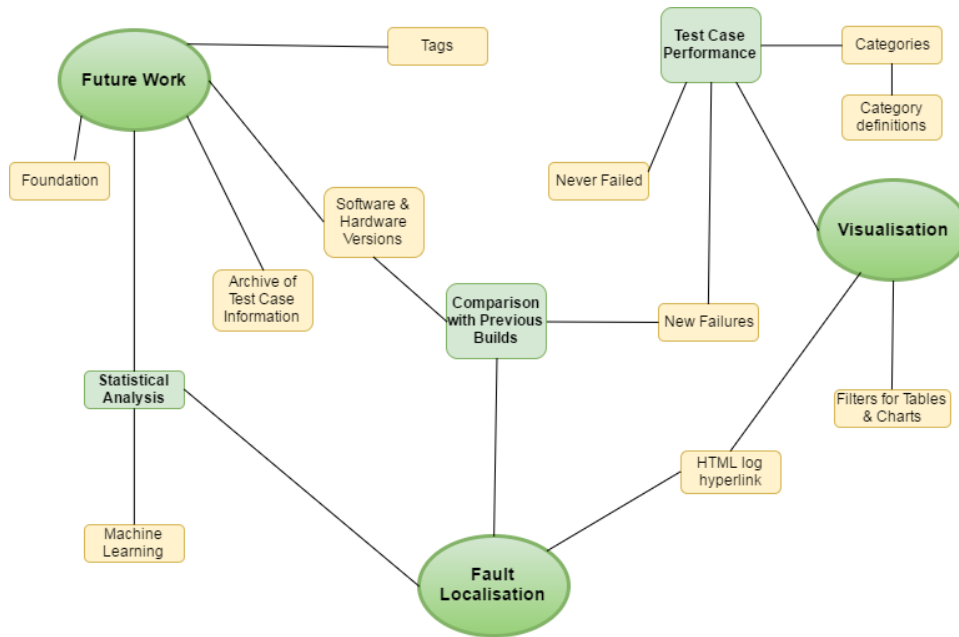 Tags
Test Case
Performance
Categories
Future Work
Category
definitions
Foundation
Never Failed
Software &
Hardware
Versions
Visualisation
Archive of
Test Case
Information
Comparison
with Previous
Builds
New Failures
Statistical
Analysis
Filters for Tables
& Charts
HTML log
hyperlink
Machine
Learning
Fault
Localisation